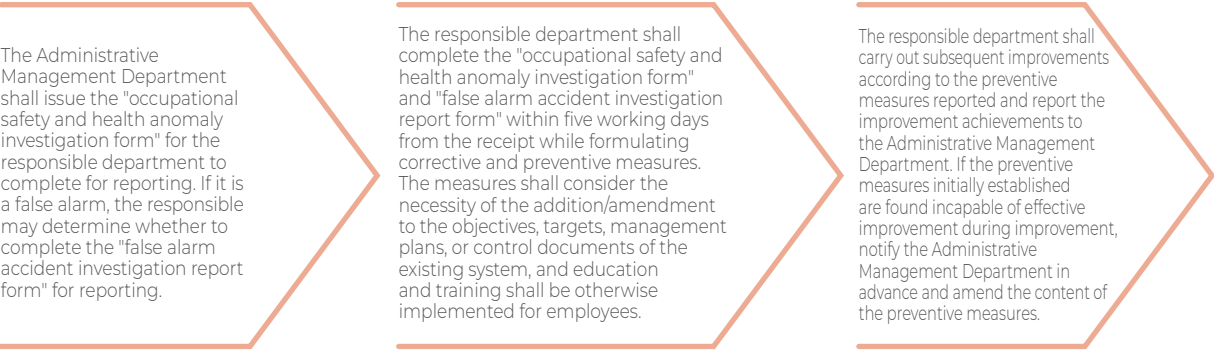 The Administrative
Management Department
shall issue the "occupational
safety and health anomaly
investigation form" for the
responsible department to
complete for reporting. If it is
a false alarm, the responsible
may determine whether to
complete the "false alarm
accident investigation report
form" for reporting.
The responsible department shall
complete the "occupational safety and
health anomaly investigation form"
and "false alarm accident investigation
report form" within five working days
from the receipt while formulating
corrective and preventive measures.
The measures shall consider the
necessity of the addition/amendment
to the objectives, targets, management
plans, or control documents of the
existing system, and education
and training shall be otherwise
implemented for employees.
The responsible department shall
carry out subsequent improvements
according to the preventive
measures reported and report the
improvement achievements to
the Administrative Management
Department. If the preventive
measures initially established
are found incapable of effective
improvement during improvement,
notify the Administrative
Management Department in
advance and amend the content of
the preventive measures.